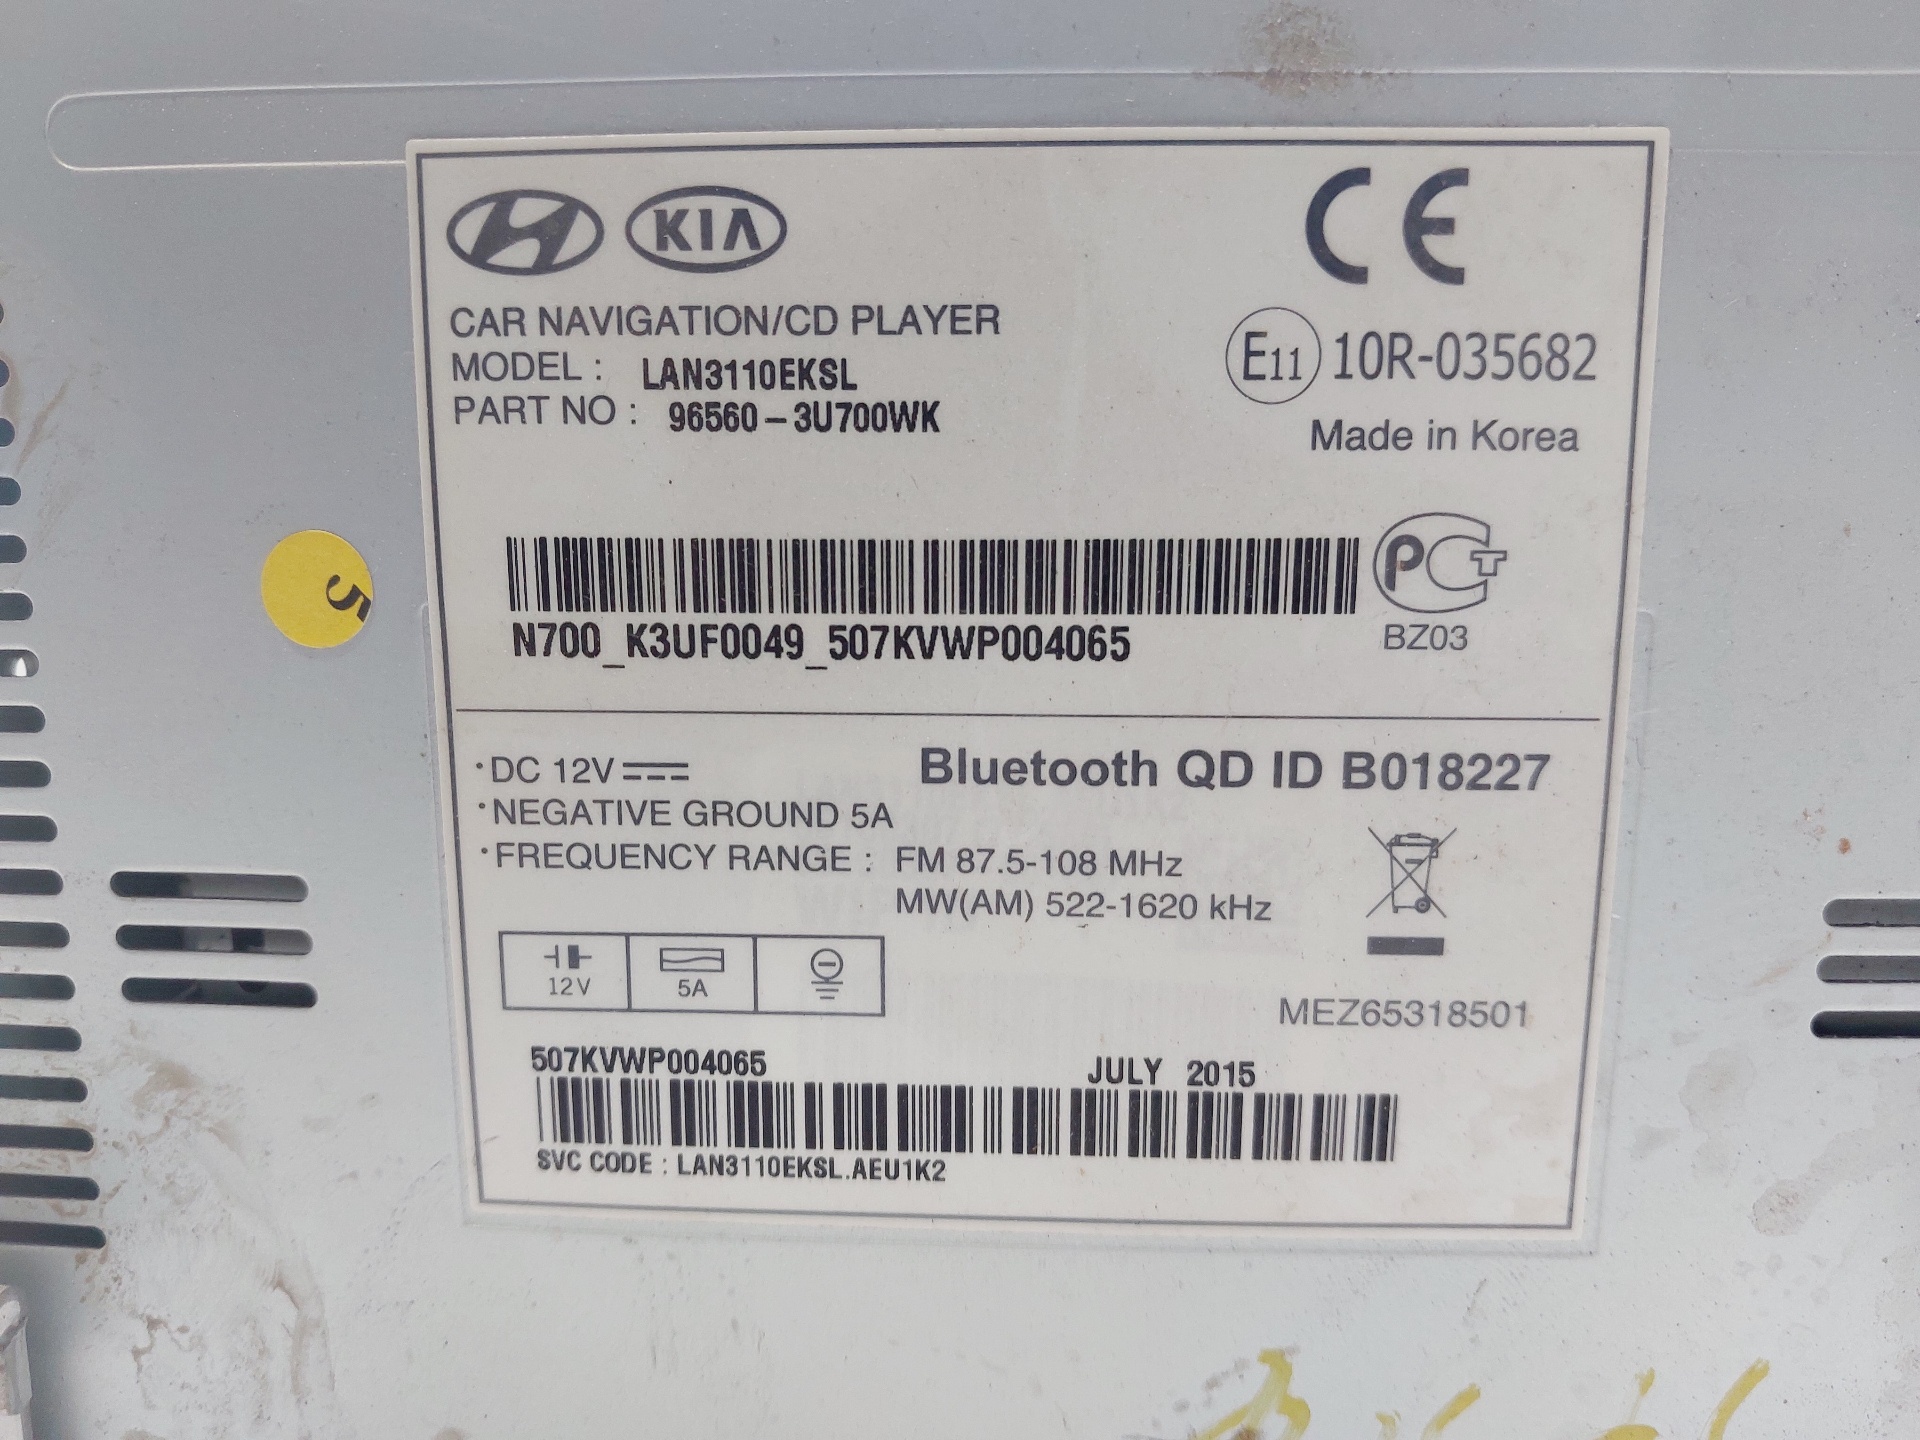 KIA
CE
CAR NAVIGATION/CD PLAYER
MODEL : LAN3110EKSL
PART NO : 96560-3U700WK
E11 10R-035682
Made in Korea
N700_K3UF0049_507KVWP004065
PCT
BZ03
5
·DC 12V
Bluetooth QD ID B018227
·NEGATIVE GROUND 5A
·FREQUENCY RANGE : FM 87.5-108 MHz
MW(AM) 522-1620 kHz
12V
5A
MEZ65318501
507KVWP004065
JULY 2015
SVC CODE : LAN3110EKSL.AEU1K2